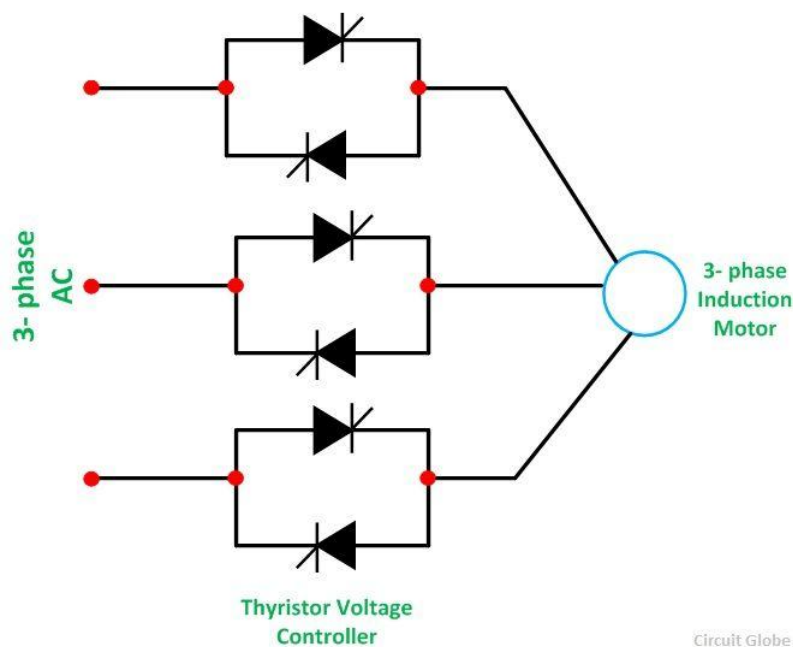 3- phase
AC
3- phase
Induction
Motor
Thyristor Voltage
Controller
Circuit Globe